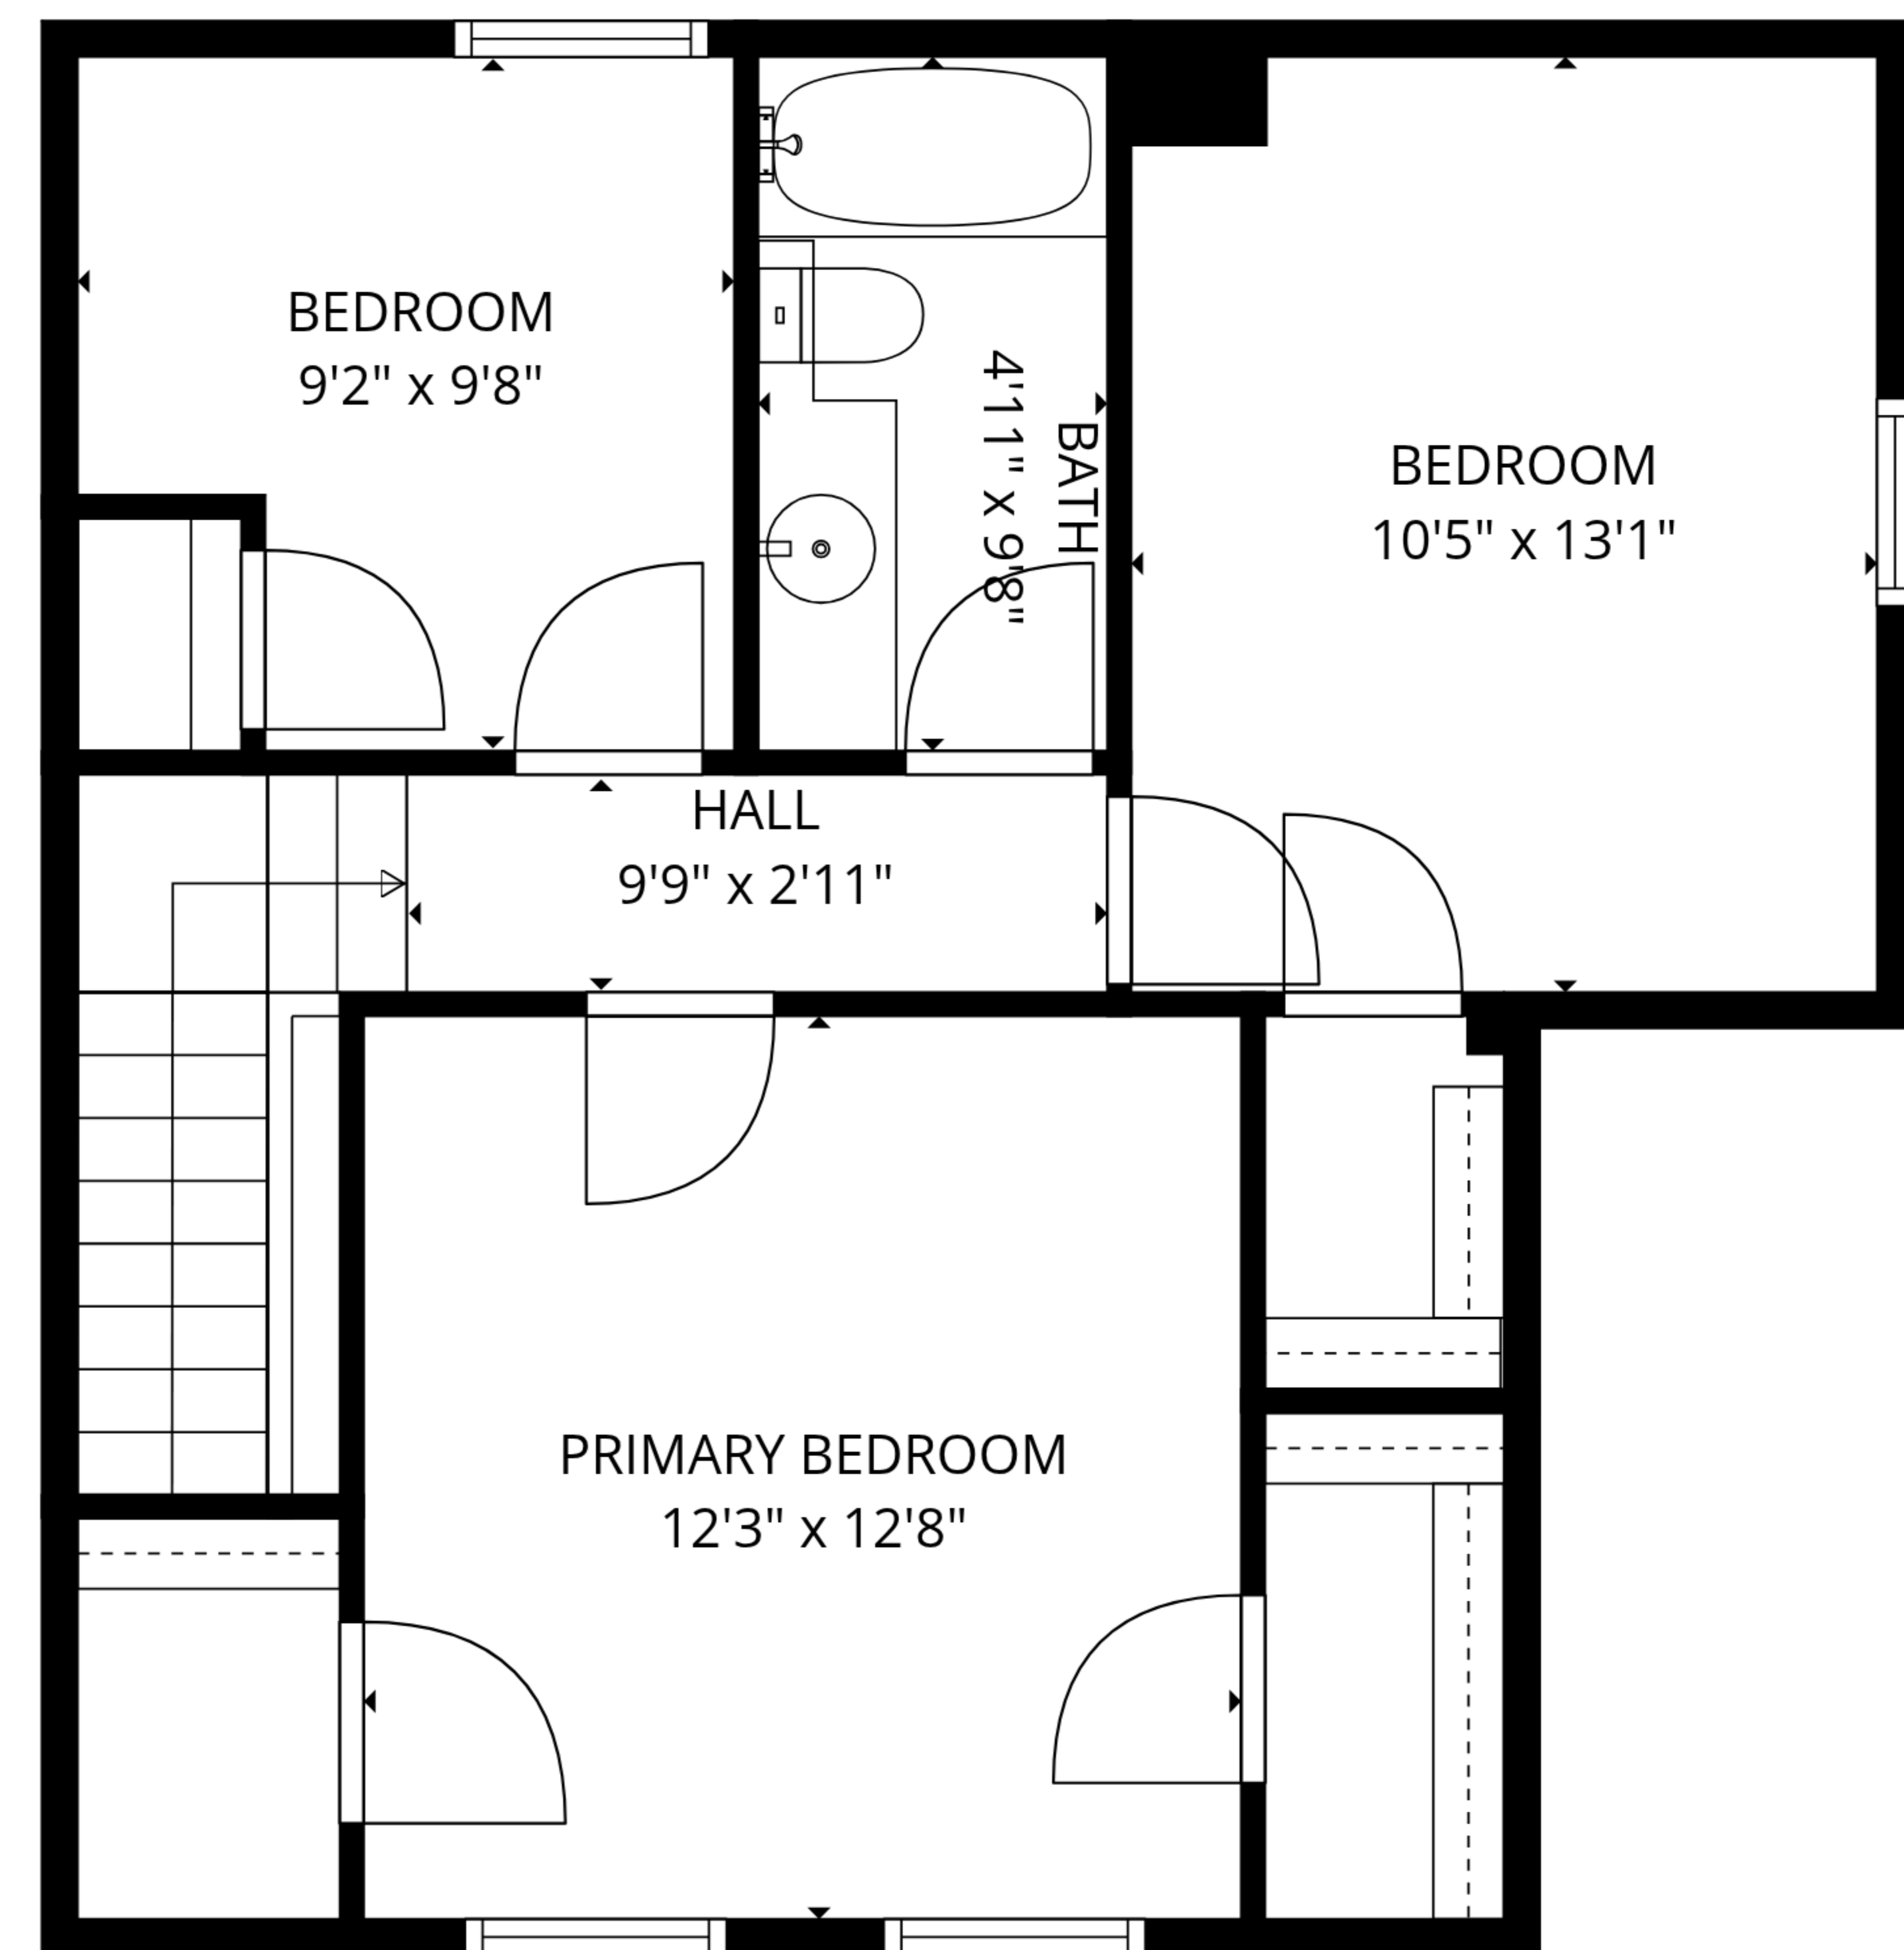 BEDROOM
9'2" x 9'8"
BATH
4'11" x 9'8"
BEDROOM
10'5" x 13'1"
HALL
9'9" x 2'11"
PRIMARY BEDROOM
12'3" x 12'8"